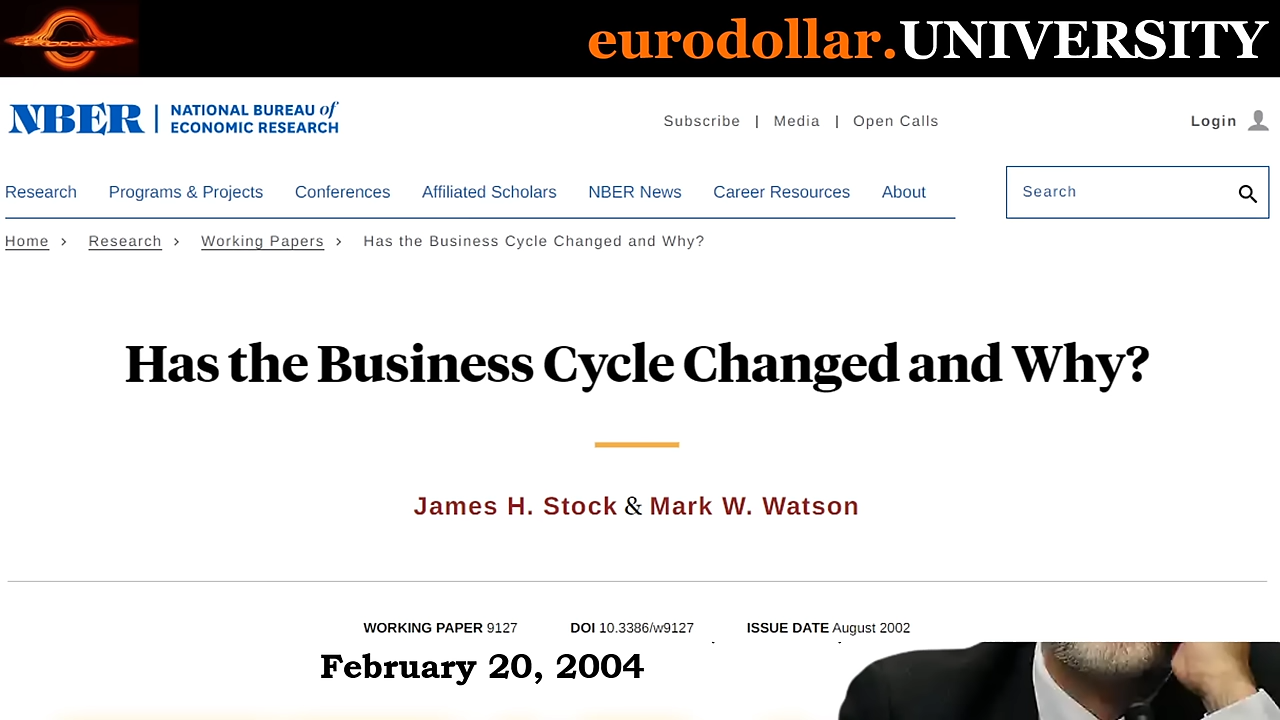 eurodollar.UNIVERSITY
NBER | NATIONAL BUREAU of ECONOMIC RESEARCH
Subscribe | Media | Open Calls
Login
Research Programs & Projects Conferences Affiliated Scholars NBER News Career Resources About
Search
Home > Research > Working Papers > Has the Business Cycle Changed and Why?
Has the Business Cycle Changed and Why?
James H. Stock & Mark W. Watson
WORKING PAPER 9127 DOI 10.3386/w9127 ISSUE DATE August 2002
February 20, 2004